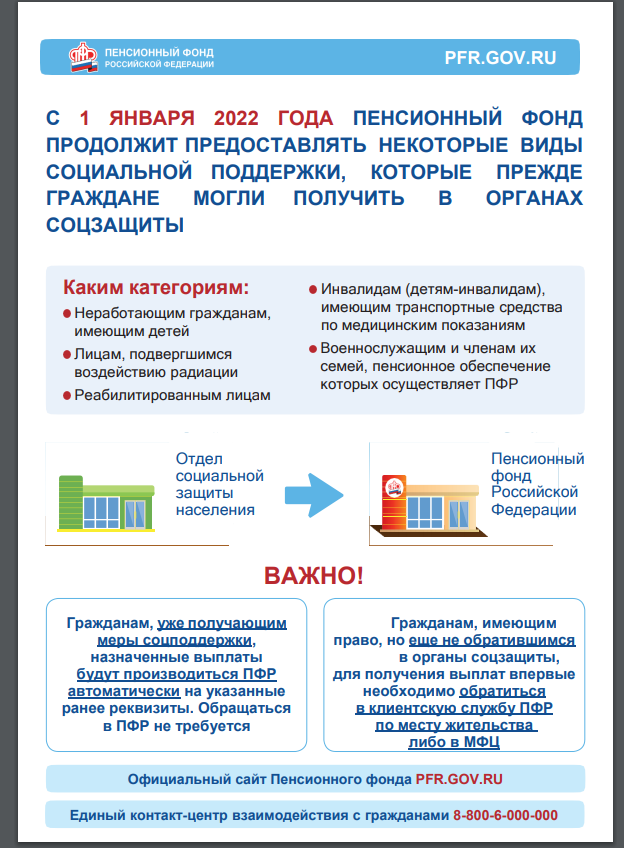 ПЕНСИОННЫЙ ФОНД
РОССИЙСКОЙ ФЕДЕРАЦИИ
PFR.GOV.RU
С 1 ЯНВАРЯ 2022 ГОДА ПЕНСИОННЫЙ ФОНД
ПРОДОЛЖИТ ПРЕДОСТАВЛЯТЬ НЕКОТОРЫЕ ВИДЫ
СОЦИАЛЬНОЙ ПОДДЕРЖКИ, КОТОРЫЕ ПРЕЖДЕ
ГРАЖДАНЕ МОГЛИ ПОЛУЧИТЬ В ОРГАНАХ
СОЦЗАЩИТЫ
Каким категориям:
Неработающим гражданам,
имеющим детей
Лицам, подвергшимся
воздействию радиации
Реабилитированным лицам
Инвалидам (детям-инвалидам),
имеющим транспортные средства
по медицинским показаниям
Военнослужащим и членам их
семей, пенсионное обеспечение
которых осуществляет ПФР
Отдел
социальной
защиты
населения
Пенсионный
фонд
Российской
Федерации
ВАЖНО!
Гражданам, уже получающим
меры соцподдержки,
назначенные выплаты
будут производиться ПФР
автоматически на указанные
ранее реквизиты. Обращаться
в ПФР не требуется
Гражданам, имеющим
право, но еще не обратившимся
в органы соцзащиты,
для получения выплат впервые
необходимо обратиться
в клиентскую службу ПФР
по месту жительства
либо в МФЦ
Официальный сайт Пенсионного фонда PFR.GOV.RU
Единый контакт-центр взаимодействия с гражданами 8-800-6-000-000